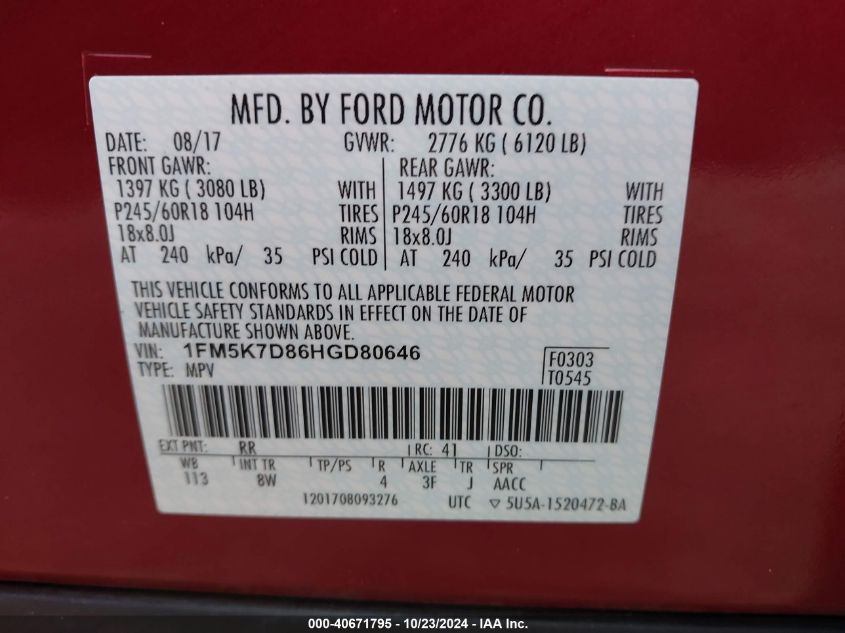 MFD. BY FORD MOTOR CO.
DATE: 08/17 GVWR: 2776 KG ( 6120 LB)
FRONT GAWR: REAR GAWR:
1397 KG ( 3080 LB) WITH 1497 KG ( 3300 LB) WITH
P245/60R18 104H TIRES P245/60R18 104H TIRES
18x8.0J RIMS 18x8.0J RIMS
AT 240 kPa/ 35 PSI COLD AT 240 kPa/ 35 PSI COLD
THIS VEHICLE CONFORMS TO ALL APPLICABLE FEDERAL MOTOR
VEHICLE SAFETY STANDARDS IN EFFECT ON THE DATE OF
MANUFACTURE SHOWN ABOVE.
VIN: 1FM5K7D86HGD80646 F0303
TYPE: MPV T0545
EXT PNT: RR RC: 41 DSO:
WB INT TR TP/PS R AXLE TR SPR
113 8W 4 3F J AACC
1201708093276 UTC ▽ 5U5A-1520472-BA
000-40671795 - 10/23/2024 - IAA Inc.